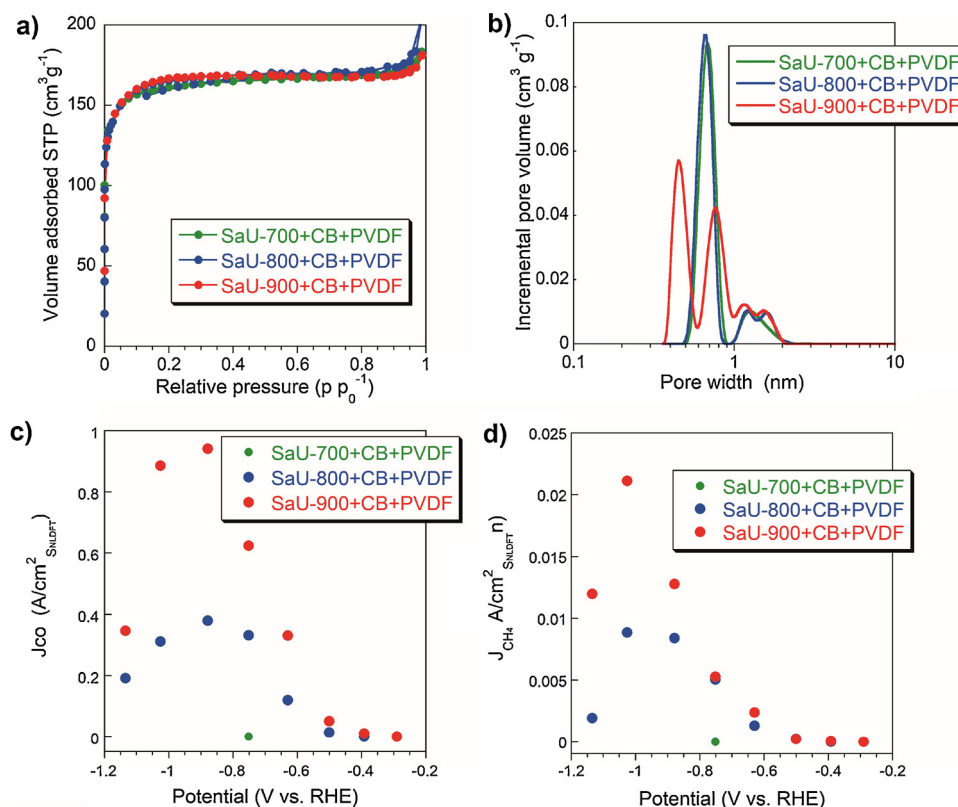 a)
Volume adsorbed STP (cm³g⁻¹)
200
150
100
50
0
SaU-700+CB+PVDF
SaU-800+CB+PVDF
SaU-900+CB+PVDF
0 0.2 0.4 0.6 0.8 1
Relative pressure (p p₀⁻¹)
b)
Incremental pore volume (cm³ g⁻¹)
0.1
0.08
0.06
0.04
0.02
0
SaU-700+CB+PVDF
SaU-800+CB+PVDF
SaU-900+CB+PVDF
0.1 1 10
Pore width (nm)
c)
Jco (A/cm² SNLDFT)
1
0.8
0.6
0.4
0.2
0
SaU-700+CB+PVDF
SaU-800+CB+PVDF
SaU-900+CB+PVDF
-1.2 -1 -0.8 -0.6 -0.4 -0.2
Potential (V vs. RHE)
d)
J CH₄ A/cm² SNLDFT n)
0.025
0.02
0.015
0.01
0.005
0
SaU-700+CB+PVDF
SaU-800+CB+PVDF
SaU-900+CB+PVDF
-1.2 -1 -0.8 -0.6 -0.4 -0.2
Potential (V vs. RHE)